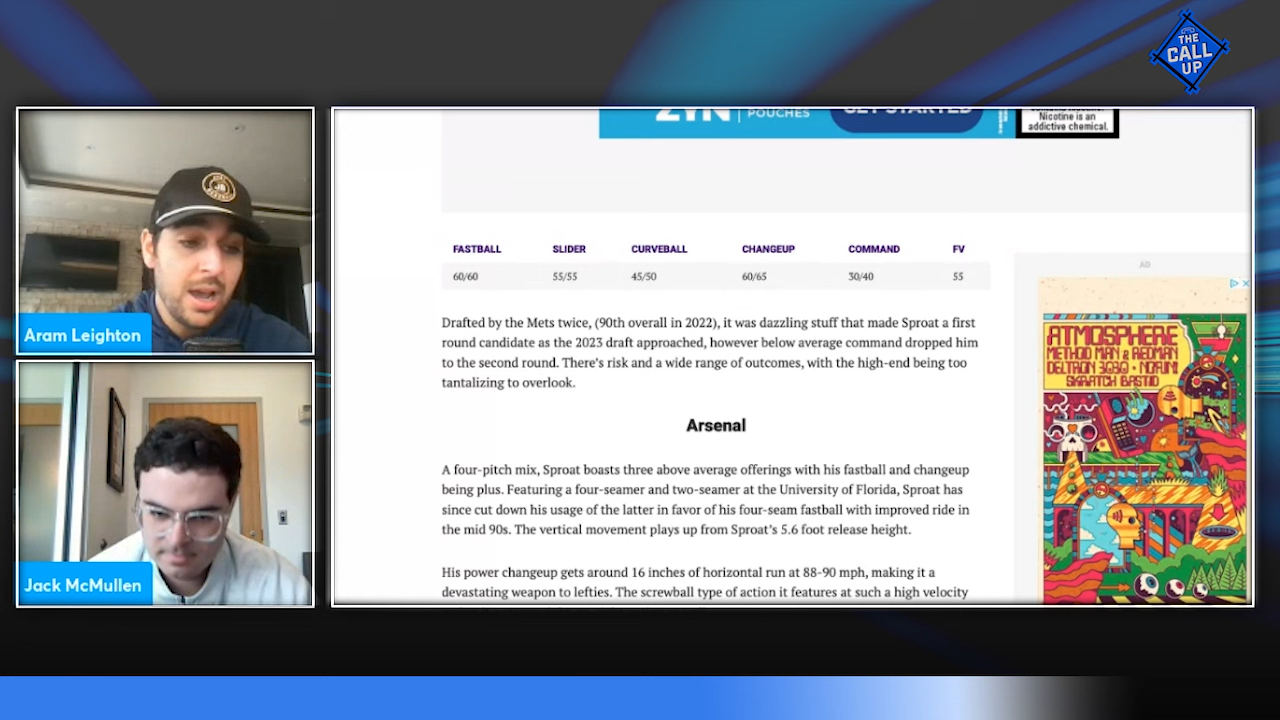 THE
CALL
UP
ZYN
POUCHES
GET STARTED
Nicotine is an
addictive chemical.
Aram Leighton
Jack McMullen
FASTBALL SLIDER CURVEBALL CHANGEUP COMMAND FV
60/60 55/55 45/50 60/65 30/40 55
Drafted by the Mets twice, (90th overall in 2022), it was dazzling stuff that made Sproat a first
round candidate as the 2023 draft approached, however below average command dropped him
to the second round. There's risk and a wide range of outcomes, with the high-end being too
tantalizing to overlook.
Arsenal
A four-pitch mix, Sproat boasts three above average offerings with his fastball and changeup
being plus. Featuring a four-seamer and two-seamer at the University of Florida, Sproat has
since cut down his usage of the latter in favor of his four-seam fastball with improved ride in
the mid 90s. The vertical movement plays up from Sproat's 5.6 foot release height.
His power changeup gets around 16 inches of horizontal run at 88-90 mph, making it a
devastating weapon to lefties. The screwball type of action it features at such a high velocity
AD
ATMOSPHERE
METHOD MAN & REDMAN
DELTRON 3030 • NOFUN!
SKRATCH BASTID